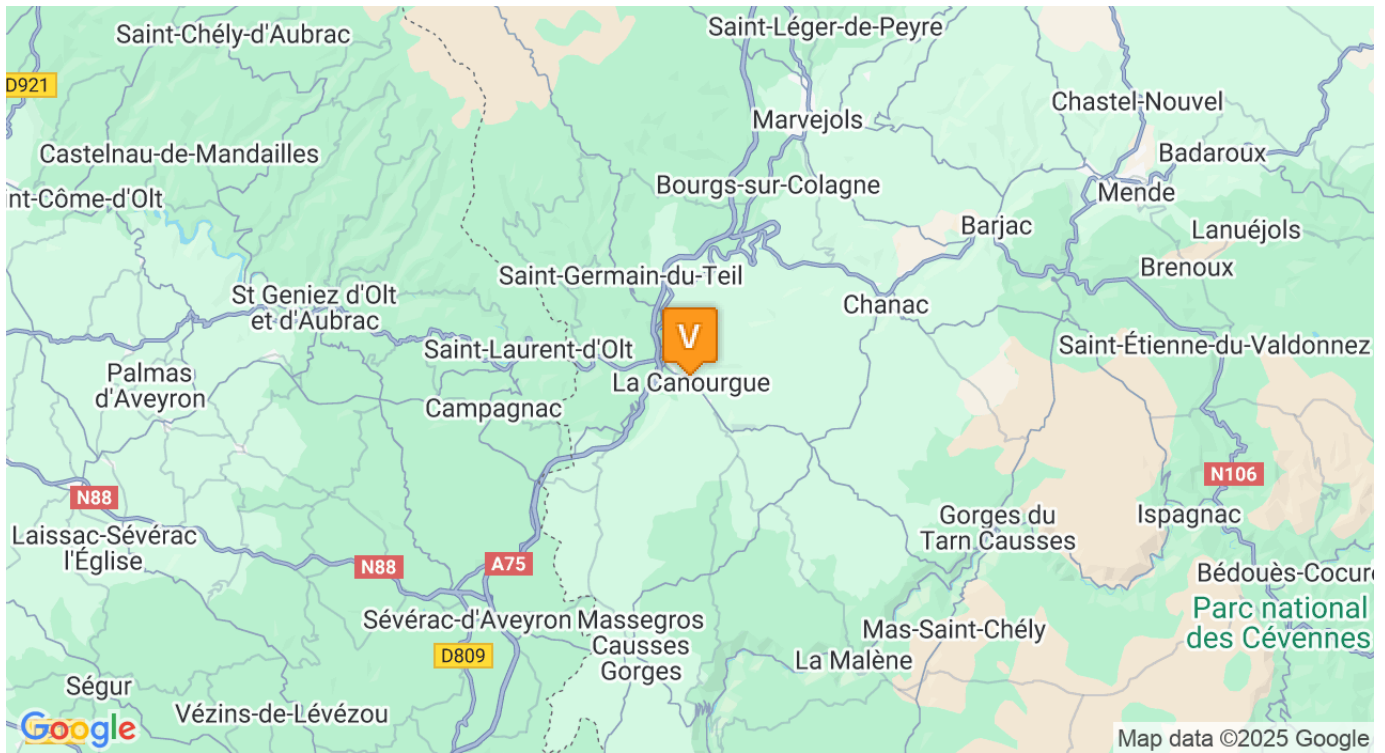 Saint-Chély-d'Aubrac
Saint-Léger-de-Peyre
D921
Chastel-Nouvel
Marvejols
Castelnau-de-Mandailles
Badaroux
Bourgs-sur-Colagne
Mende
nt-Côme-d'Olt
Barjac
Lanuéjols
Brenoux
Saint-Germain-du-Teil
St Geniez d'Olt
et d'Aubrac
Chanac
V
Saint-Laurent-d'Olt
Saint-Étienne-du-Valdonnez
Palmas
d'Aveyron
La Canourgue
Campagnac
N106
N88
Gorges du
Tarn Causses
Ispagnac
Laissac-Sévérac
l'Église
N88
A75
Bédouès-Cocurè
Parc national
des Cévennes
Sévérac-d'Aveyron
Massegros
Causses
Gorges
Mas-Saint-Chély
D809
La Malène
Ségur
Vézins-de-Lévézou
Google
Map data ©2025 Google